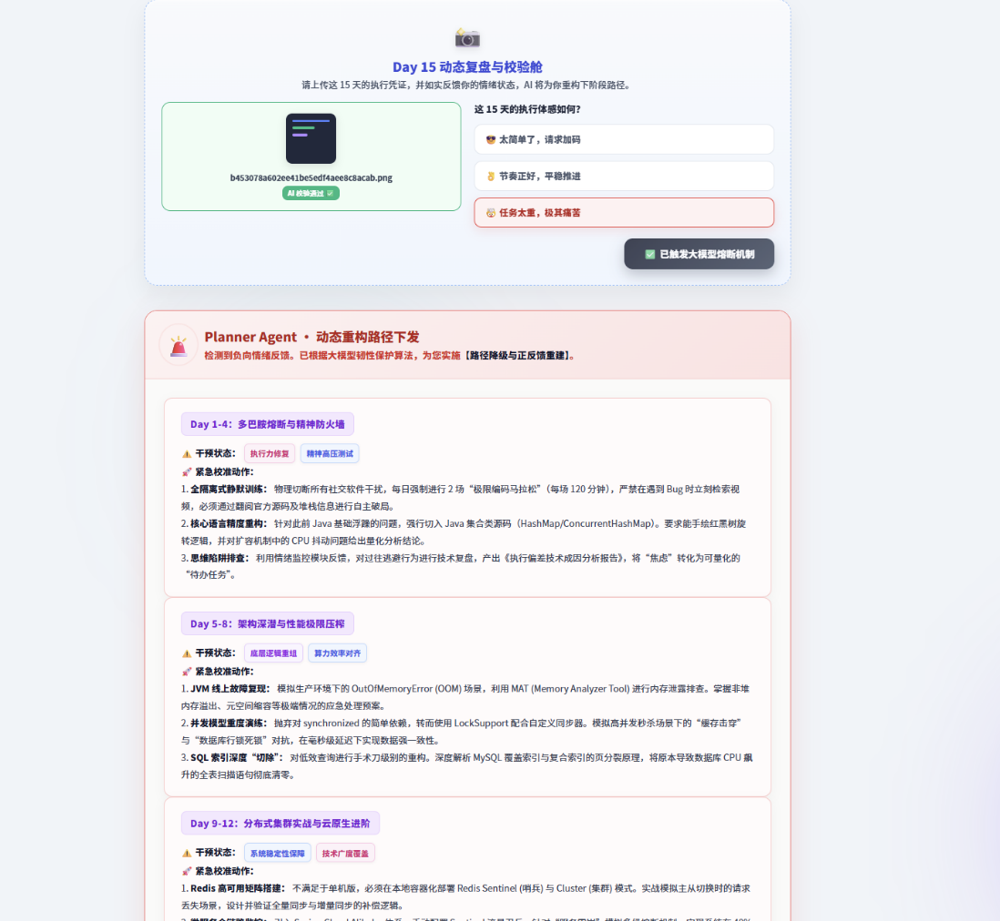 Day 15 动态复盘与校验舱
请上传这 15 天的执行凭证，并如实反馈你的情绪状态，AI 将为你重构下阶段路径。
b453078a602ee41be5edf4aee8c8acab.png
AI 校验通过 ✅
这 15 天的执行体感如何？
😎 太简单了，请求加码
✌️ 节奏正好，平稳推进
🤯 任务太重，极其痛苦
✅ 已触发大模型熔断机制
Planner Agent · 动态重构路径下发
检测到负向情绪反馈。已根据大模型韧性保护算法，为您实施【路径降级与正反馈重建】。
Day 1-4：多巴胺熔断与精神防火墙
⚠️ 干预状态： 执行力修复 精神高压测试
🚀 紧急校准动作：
1. 全隔离式静默训练： 物理切断所有社交软件干扰，每日强制进行 2 场“极限编码马拉松”（每场 120 分钟），严禁在遇到 Bug 时立刻检索视
频，必须通过翻阅官方源码及堆栈信息进行自主破局。
2. 核心语言精度重构： 针对此前 Java 基础浮躁的问题，强行切入 Java 集合类源码（HashMap/ConcurrentHashMap）。要求能手绘红黑树旋
转逻辑，并对扩容机制中的 CPU 抖动问题给出量化分析结论。
3. 思维陷阱排查： 利用情绪监控模块反馈，对过往逃避行为进行技术复盘，产出《执行偏差技术成因分析报告》，将“焦虑”转化为可量化的
“待办任务”。
Day 5-8：架构深潜与性能极限压榨
⚠️ 干预状态： 底层逻辑重组 算力效率对齐
🚀 紧急校准动作：
1. JVM 线上故障复现： 模拟生产环境下的 OutOfMemoryError (OOM) 场景，利用 MAT (Memory Analyzer Tool) 进行内存泄露排查。掌握非堆
内存溢出、元空间缩容等极端情况的应急处理预案。
2. 并发模型重度演练： 抛弃对 synchronized 的简单依赖，转而使用 LockSupport 配合自定义同步器。模拟高并发秒杀场景下的“缓存击穿”
与“数据库行锁死锁”对抗，在毫秒级延迟下实现数据强一致性。
3. SQL 索引深度“切除”： 对低效查询进行手术刀级别的重构。深度解析 MySQL 覆盖索引与复合索引的页分裂原理，将原本导致数据库 CPU 飙
升的全表扫描语句彻底清零。
Day 9-12：分布式集群实战与云原生进阶
⚠️ 干预状态： 系统稳定性保障 技术广度覆盖
🚀 紧急校准动作：
1. Redis 高可用矩阵搭建： 不满足于单机版，必须在本地容器化部署 Redis Sentinel (哨兵) 与 Cluster (集群) 模式。实战模拟主从切换时的请求
丢失场景，设计并验证全量同步与增量同步的补偿逻辑。